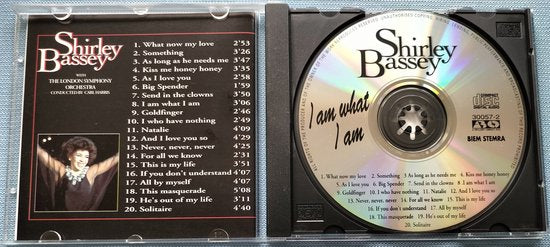 Shirley
Bassey
WITH
THE LONDON SYMPHONY
ORCHESTRA
CONDUCTED BY CARL HARRIS
1. What now my love 2'53
2. Something 3'26
3. As long as he needs me 3'47
4. Kiss me honey honey 3'35
5. As I love you 2'58
6. Big Spender 1'59
7. Send in the clowns 3'50
8. I am what I am 3'06
9. Goldfinger 2'49
10. I who have nothing 2'49
11. Natalie 4'09
12. And I love you so 4'29
13. Never, never, never 4'25
14. For all we know 2'31
15. This is my life 3'51
16. If you don't understand 4'07
17. All by myself 4'07
18. This masquerade 5'08
19. He's out of my life 3'11
20. Solitaire 4'40
Shirley
Bassey
I am what
I am
COMPACT
disc
DIGITAL AUDIO
30057-2
BIEM STEMRA
1. What now my love 2. Something 3. As long as he needs me 4. Kiss me honey honey
5. As I love you 6. Big Spender 7. Send in the clowns 8. I am what I am
9. Goldfinger 10. I who have nothing 11. Natalie 12. And I love you so
13. Never, never, never 14. For all we know 15. This is my life
16. If you don't understand 17. All by myself
18. This masquerade 19. He's out of my life
20. Solitaire